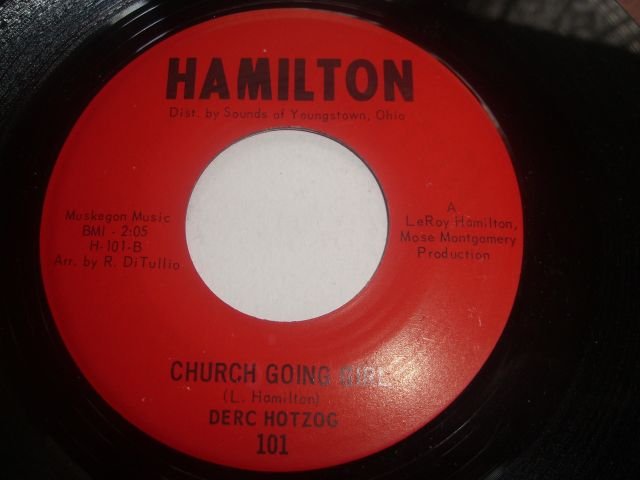 HAMILTON
Dist. by Sounds of Youngstown, Ohio
Muskegon Music
BMI - 2:05
H-101-B
Arr. by R. DiTullio
A
LeRoy Hamilton,
Mose Montgomery
Production
CHURCH GOING GIRL
(L. Hamilton)
DERC HOTZOG
101